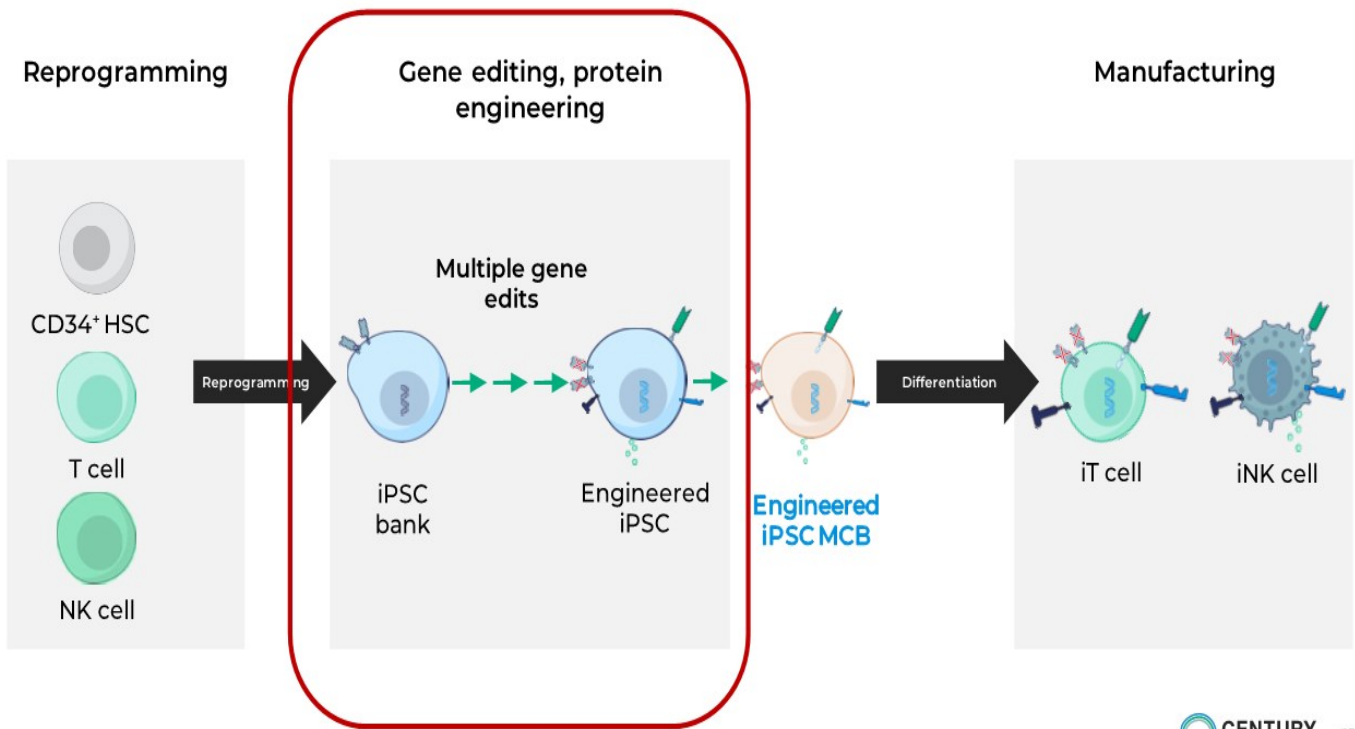 Reprogramming
Gene editing, protein
engineering
Manufacturing
CD34+ HSC
T cell
NK cell
Reprogramming
Multiple gene
edits
iPSC
bank
Engineered
iPSC
Engineered
iPSC MCB
Differentiation
iT cell
iNK cell
CENTURY